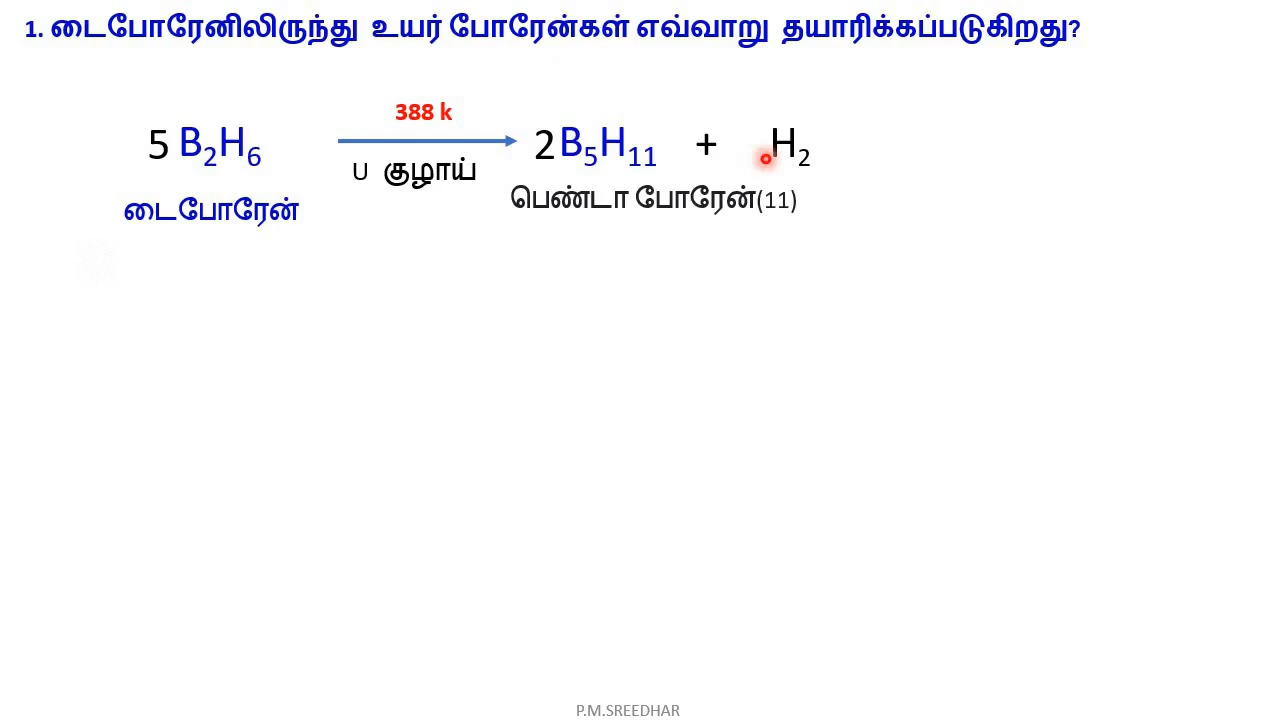 1. டைபோரேனிலிருந்து உயர் போரேன்கள் எவ்வாறு தயாரிக்கப்படுகிறது?
388 k
5 B₂H₆ 2B₅H₁₁ + H₂
U குழாய்
டைபோரேன் பெண்டா போரேன்(11)
P.M.SREEDHAR